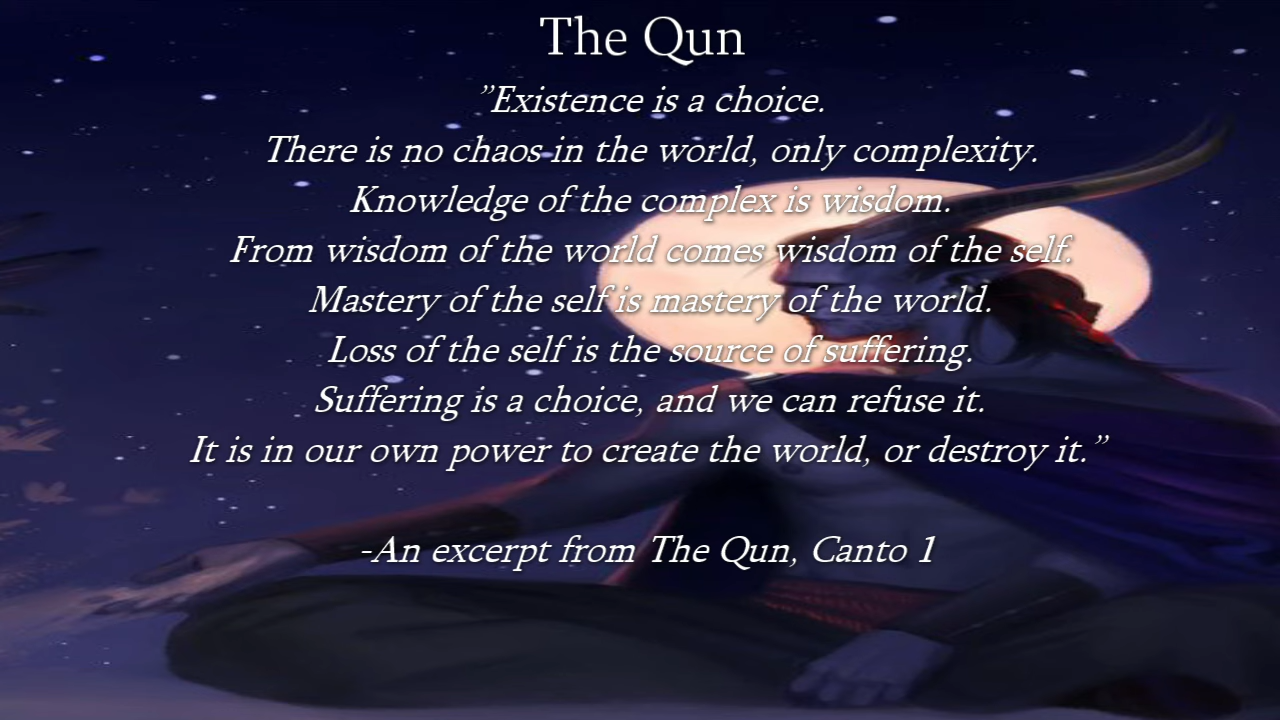 The Qun
”Existence is a choice.
There is no chaos in the world, only complexity.
Knowledge of the complex is wisdom.
From wisdom of the world comes wisdom of the self.
Mastery of the self is mastery of the world.
Loss of the self is the source of suffering.
Suffering is a choice, and we can refuse it.
It is in our own power to create the world, or destroy it.”
-An excerpt from The Qun, Canto 1